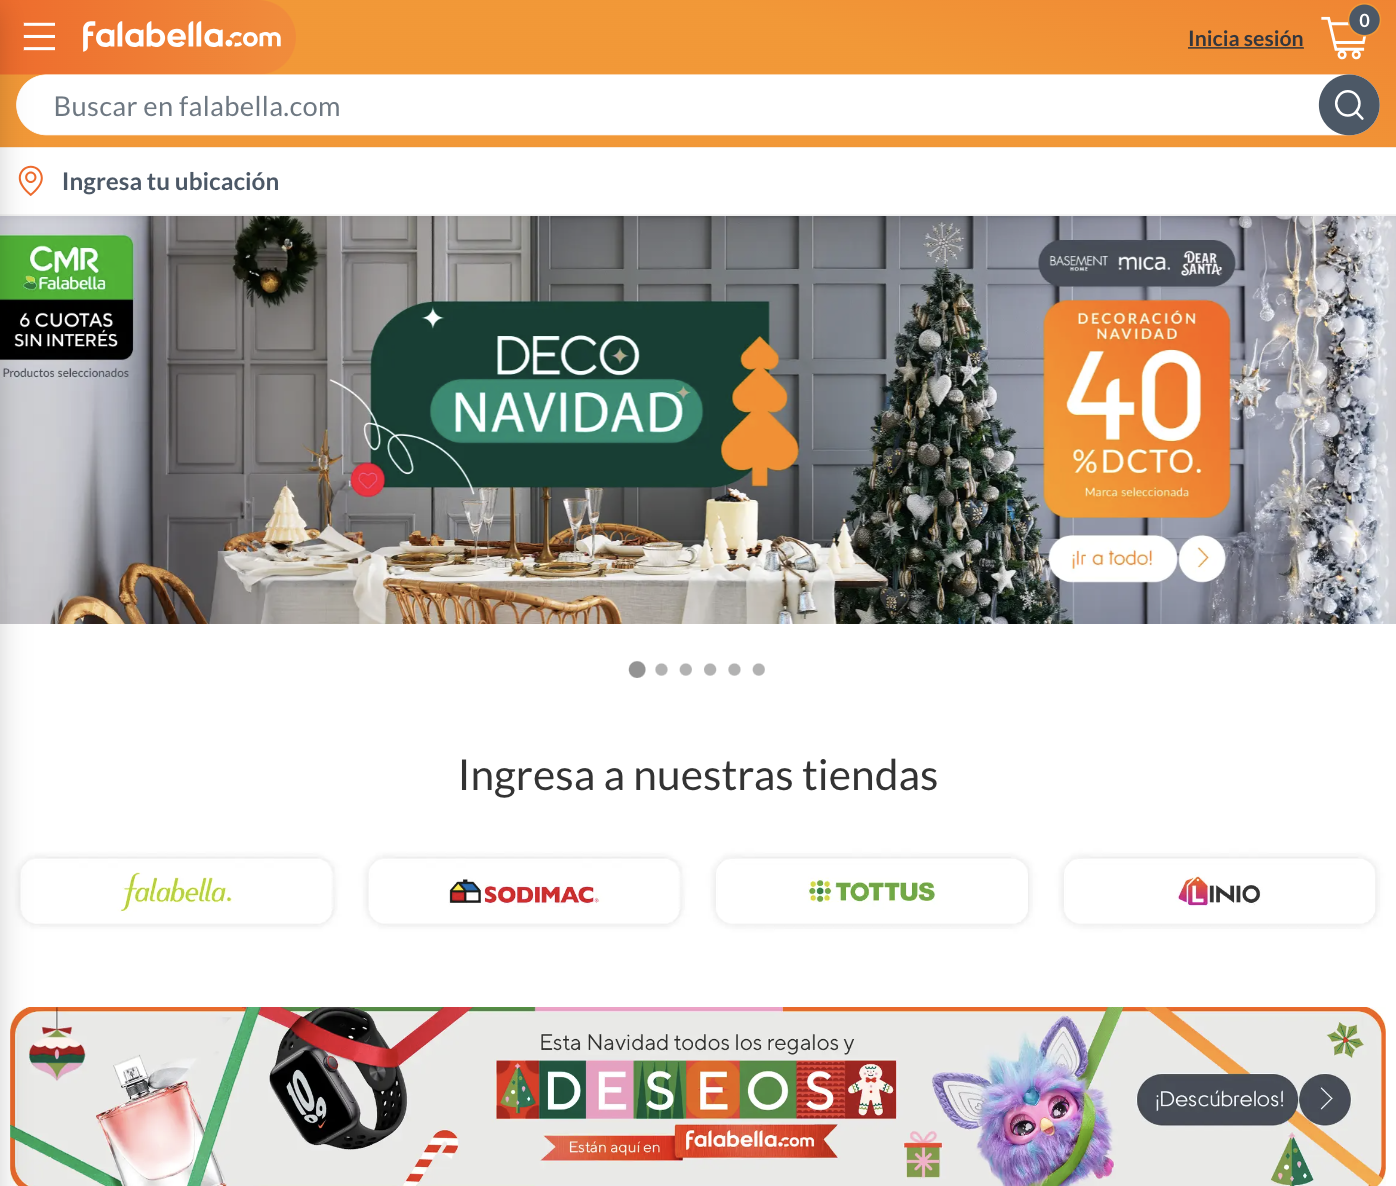 falabella.com
Inicia sesión
0
Buscar en falabella.com
Ingresa tu ubicación
CMR
Falabella
6 CUOTAS
SIN INTERÉS
Productos seleccionados
DECO
NAVIDAD
BASEMENT
HOME
mica.
DEAR
SANTA
DECORACIÓN
NAVIDAD
40
%DCTO.
Marca seleccionada
¡Ir a todo!
Ingresa a nuestras tiendas
falabella.
SODIMAC
TOTTUS
LINIO
10
09
Esta Navidad todos los regalos y
DESEOS
Están aquí en falabella.com
¡Descúbrelos!